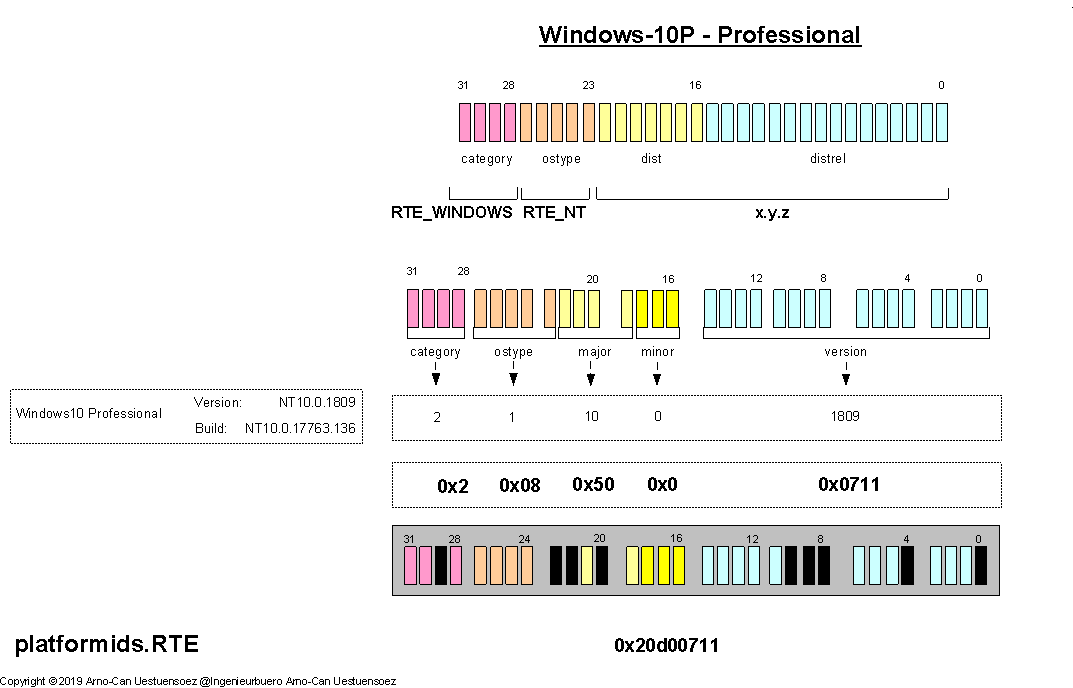 Windows-10P - Professional
31 28 23 16 0
category ostype dist distrel
RTE_WINDOWS RTE_NT x.y.z
31 28 20 16 12 8 4 0
category ostype major minor version
Windows10 Professional Version: NT10.0.1809
Build: NT10.0.17763.136
2 1 10 0 1809
0x2 0x08 0x50 0x0 0x0711
31 28 24 20 16 12 8 4 0
platformids.RTE 0x20d00711
Copyright ©2019 Arno-Can Uestuensoez @Ingenieurbuero Arno-Can Uestuensoez